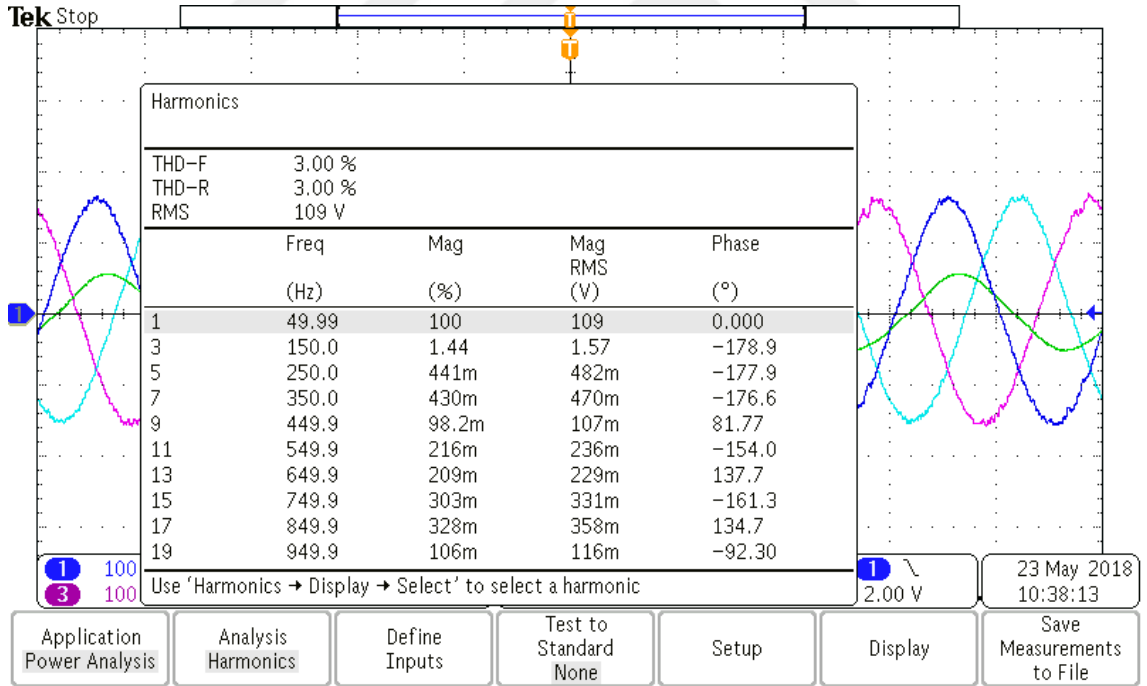 Tek Stop
T
T
Harmonics
THD-F 3.00 %
THD-R 3.00 %
RMS 109 V
Freq Mag Mag Phase
RMS
(Hz) (%) (V) (°)
1 49.99 100 109 0.000
3 150.0 1.44 1.57 -178.9
5 250.0 441m 482m -177.9
7 350.0 430m 470m -176.6
9 449.9 98.2m 107m 81.77
11 549.9 216m 236m -154.0
13 649.9 209m 229m 137.7
15 749.9 303m 331m -161.3
17 849.9 328m 358m 134.7
19 949.9 106m 116m -92.30
Use ‘Harmonics → Display → Select’ to select a harmonic
1
1 100
3 100
1 \
2.00 V
23 May 2018
10:38:13
Application
Power Analysis
Analysis
Harmonics
Define
Inputs
Test to
Standard
None
Setup
Display
Save
Measurements
to File